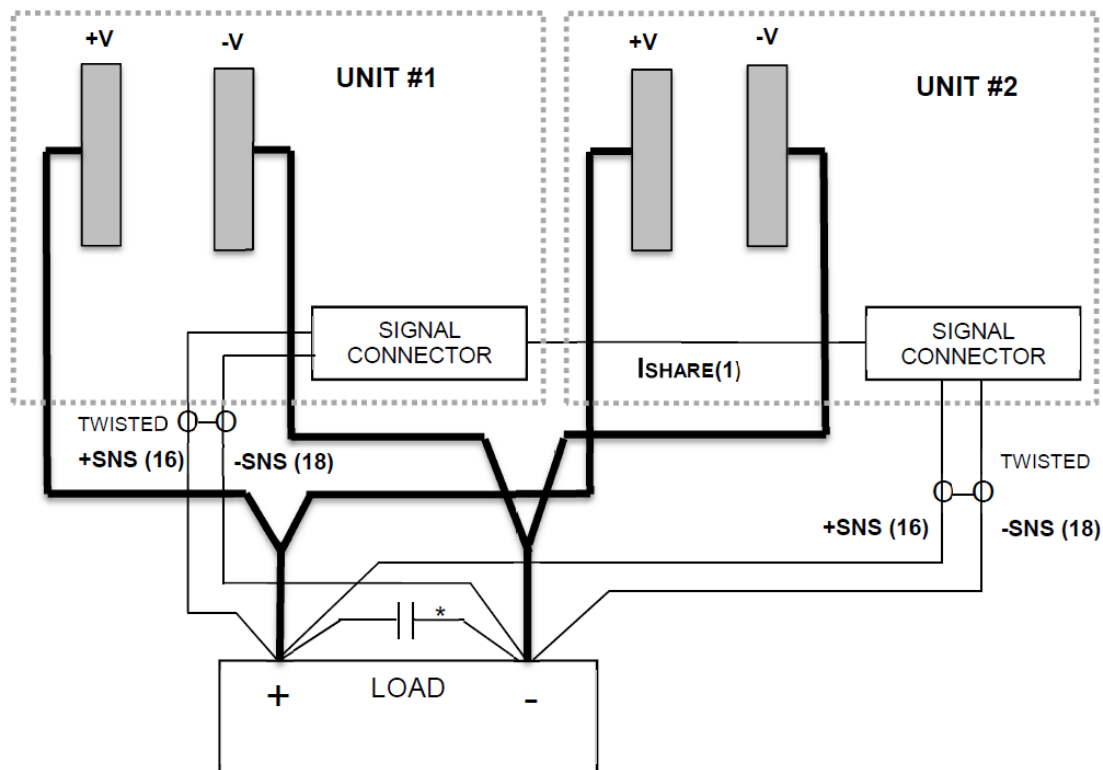 +V
-V
UNIT #1
+V
-V
UNIT #2
SIGNAL
CONNECTOR
SIGNAL
CONNECTOR
ISHARE(1)
TWISTED
+SNS (16)
-SNS (18)
TWISTED
+SNS (16)
-SNS (18)
*
+
LOAD
-